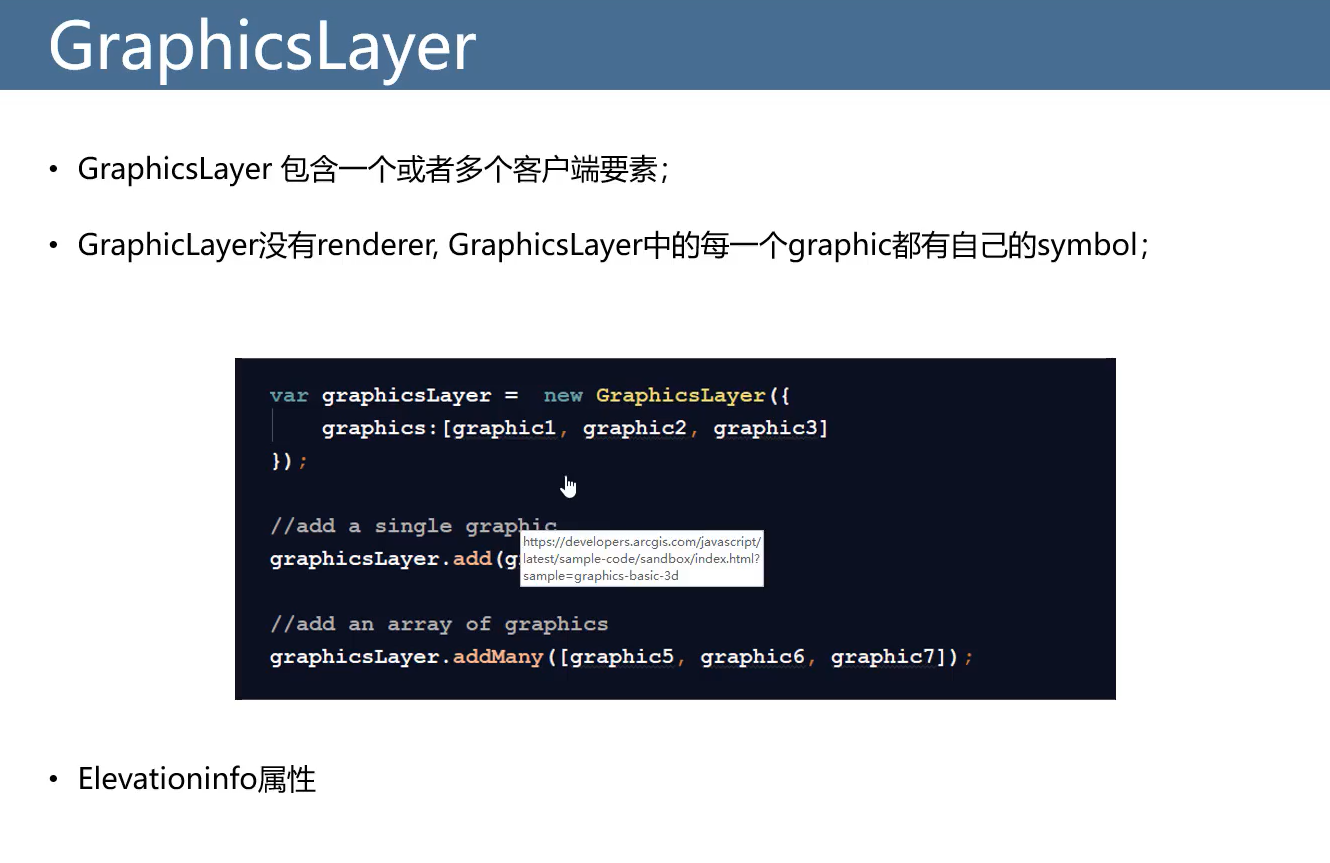 GraphicsLayer
• GraphicsLayer 包含一个或者多个客户端要素；
• GraphicLayer没有renderer, GraphicsLayer中的每一个graphic都有自己的symbol；
var graphicsLayer = new GraphicsLayer({
graphics:[graphic1, graphic2, graphic3]
});
//add a single graphic
graphicsLayer.add(
https://developers.arcgis.com/javascript/
latest/sample-code/sandbox/index.html?
sample=graphics-basic-3d
//add an array of graphics
graphicsLayer.addMany([graphic5, graphic6, graphic7]);
• Elevationinfo属性